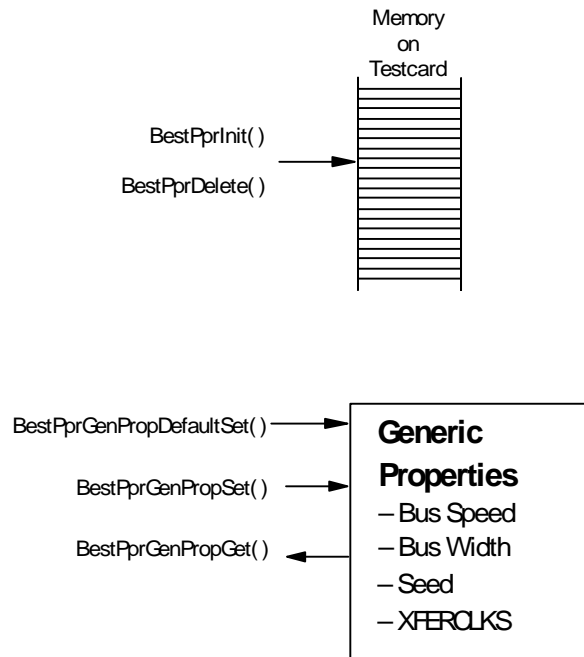 Memory
on
Testcard
BestPprInit( )
BestPprDelete( )
BestPprGenPropDefaultSet( )
BestPprGenPropSet( )
BestPprGenPropGet( )
Generic
Properties
– Bus Speed
– Bus Width
– Seed
– XFERCLKS